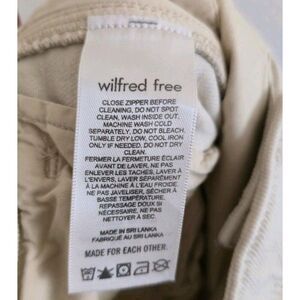 wilfred free
CLOSE ZIPPER BEFORE
CLEANING, DO NOT SPOT
CLEAN, WASH INSIDE OUT.
MACHINE WASH COLD
SEPARATELY, DO NOT BLEACH,
TUMBLE DRY LOW, COOL IRON
ONLY IF NEEDED, DO NOT DRY
CLEAN.
FERMER LA FERMETURE ÉCLAIR
AVANT DE LAVER, NE PAS
ENLEVER LES TACHES, LAVER À
L'ENVERS, LAVER SÉPARÉMENT
À LA MACHINE À L'EAU FROIDE,
NE PAS JAVELISER, SÉCHER À
BASSE TEMPÉRATURE,
REPASSAGE DOUX SI
NÉCESSAIRE, NE PAS
NETTOYER À SEC.
MADE IN SRI LANKA
FABRIQUÉ AU SRI LANKA
MADE FOR EACH OTHER.